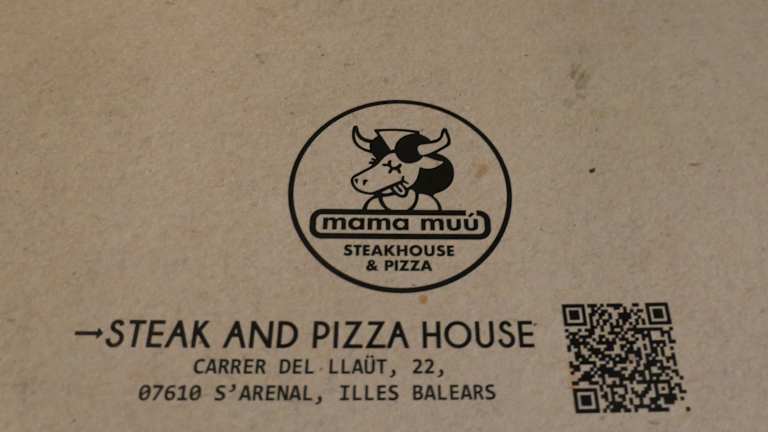 mama muú
STEAKHOUSE
& PIZZA
→STEAK AND PIZZA HOUSE
CARRER DEL LLAÜT, 22,
07610 S'ARENAL, ILLES BALEARS